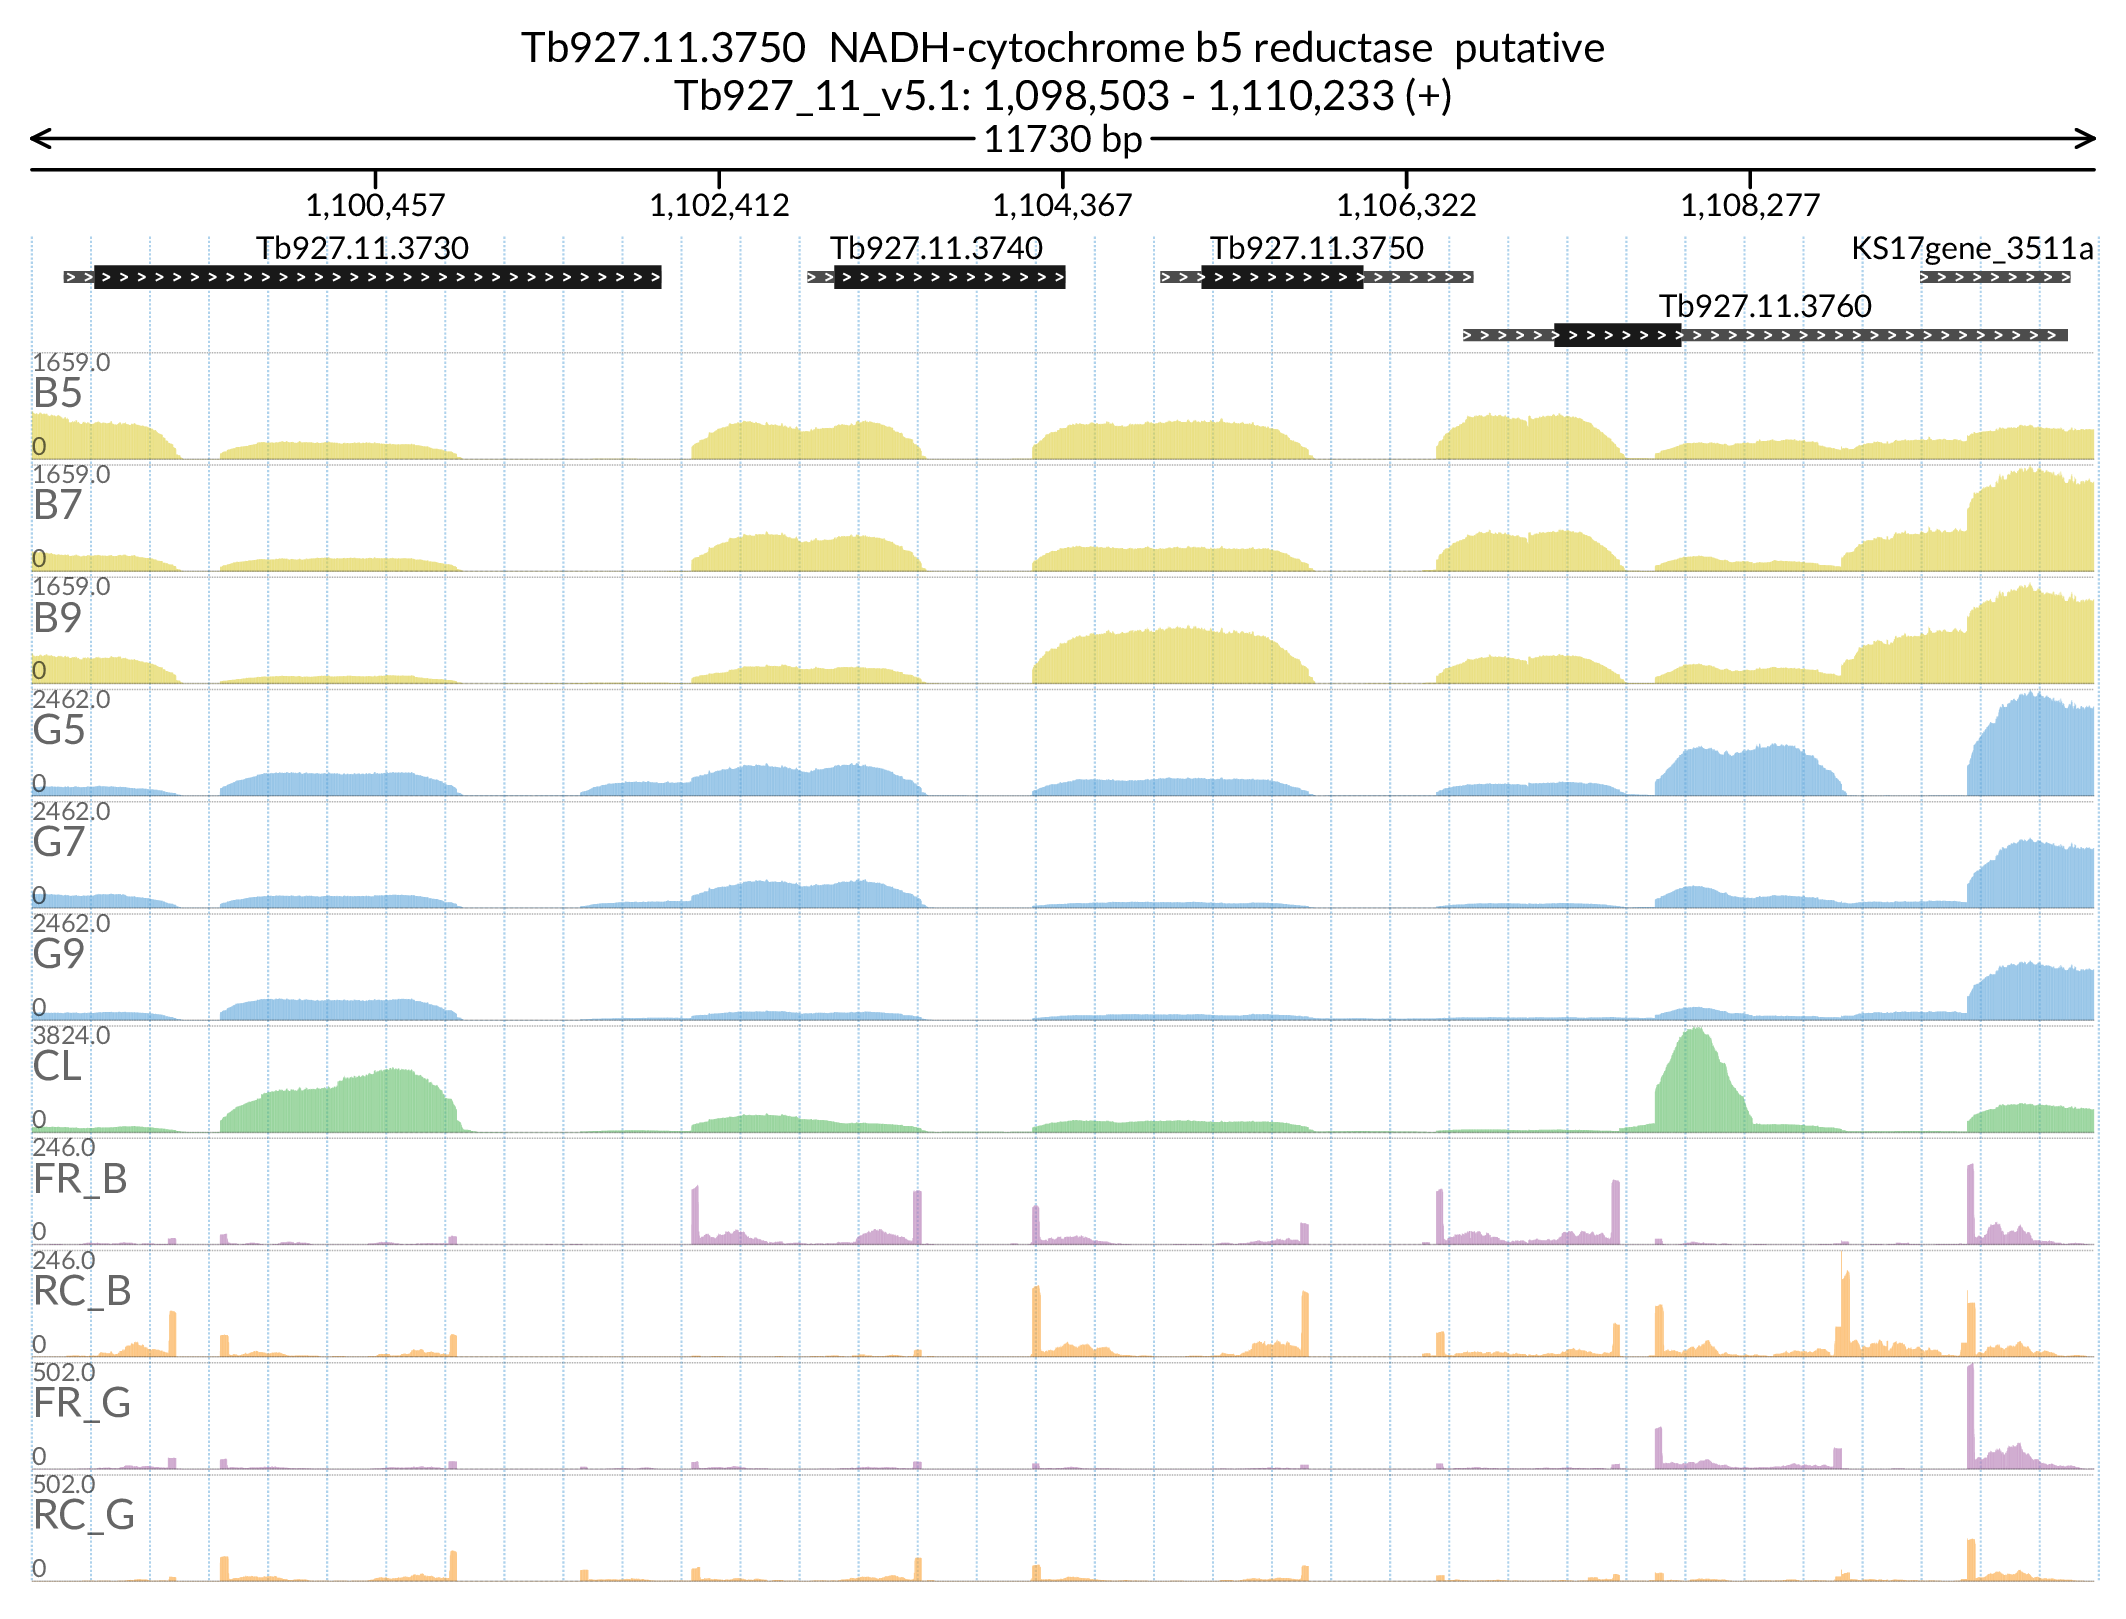 Tb927.11.3750 NADH-cytochrome b5 reductase putative
Tb927_11_v5.1: 1,098,503 - 1,110,233 (+)
11730 bp
1,100,457 1,102,412 1,104,367 1,106,322 1,108,277
Tb927.11.3730 Tb927.11.3740 Tb927.11.3750 KS17gene_3511a
Tb927.11.3760
1659.0
B5
0
1659.0
B7
0
1659.0
B9
0
2462.0
G5
0
2462.0
G7
0
2462.0
G9
0
3824.0
CL
0
246.0
FR_B
0
246.0
RC_B
0
502.0
FR_G
0
502.0
RC_G
0